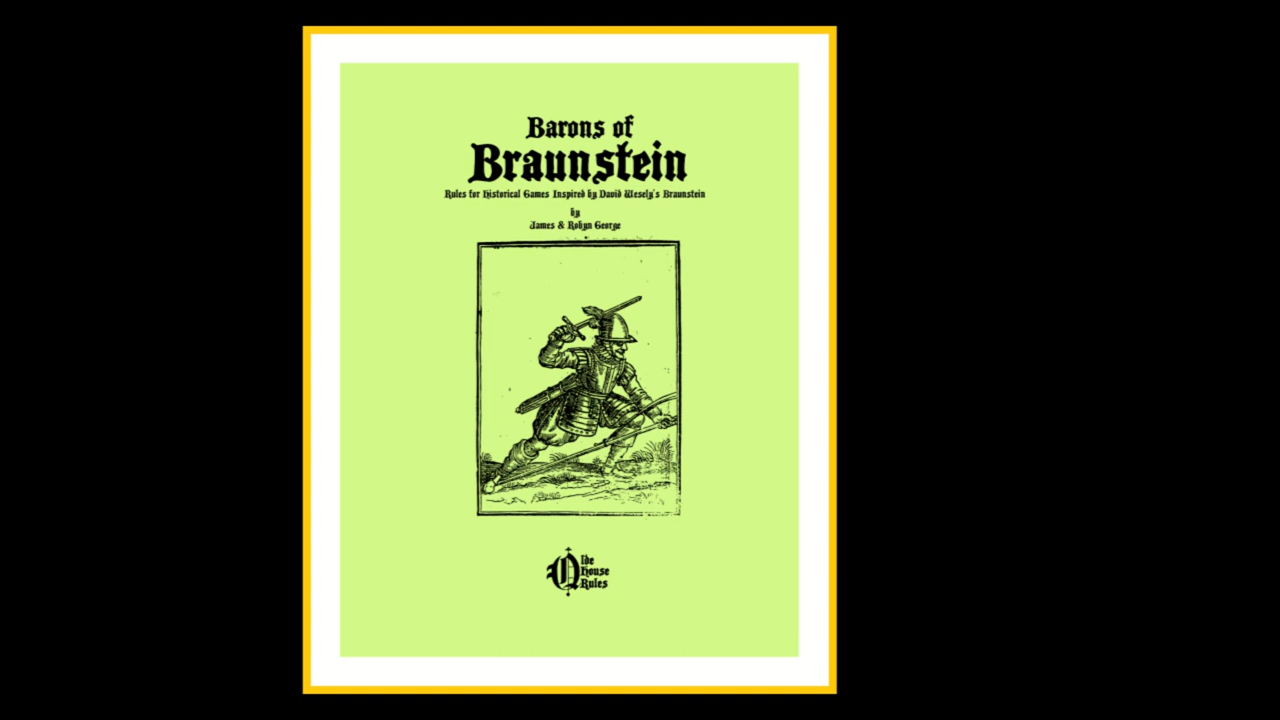 Barons of
Braunstein
Rules for Historical Games Inspired by David Wesely's Braunstein
by
James & Robyn George
Olde
House
Rules